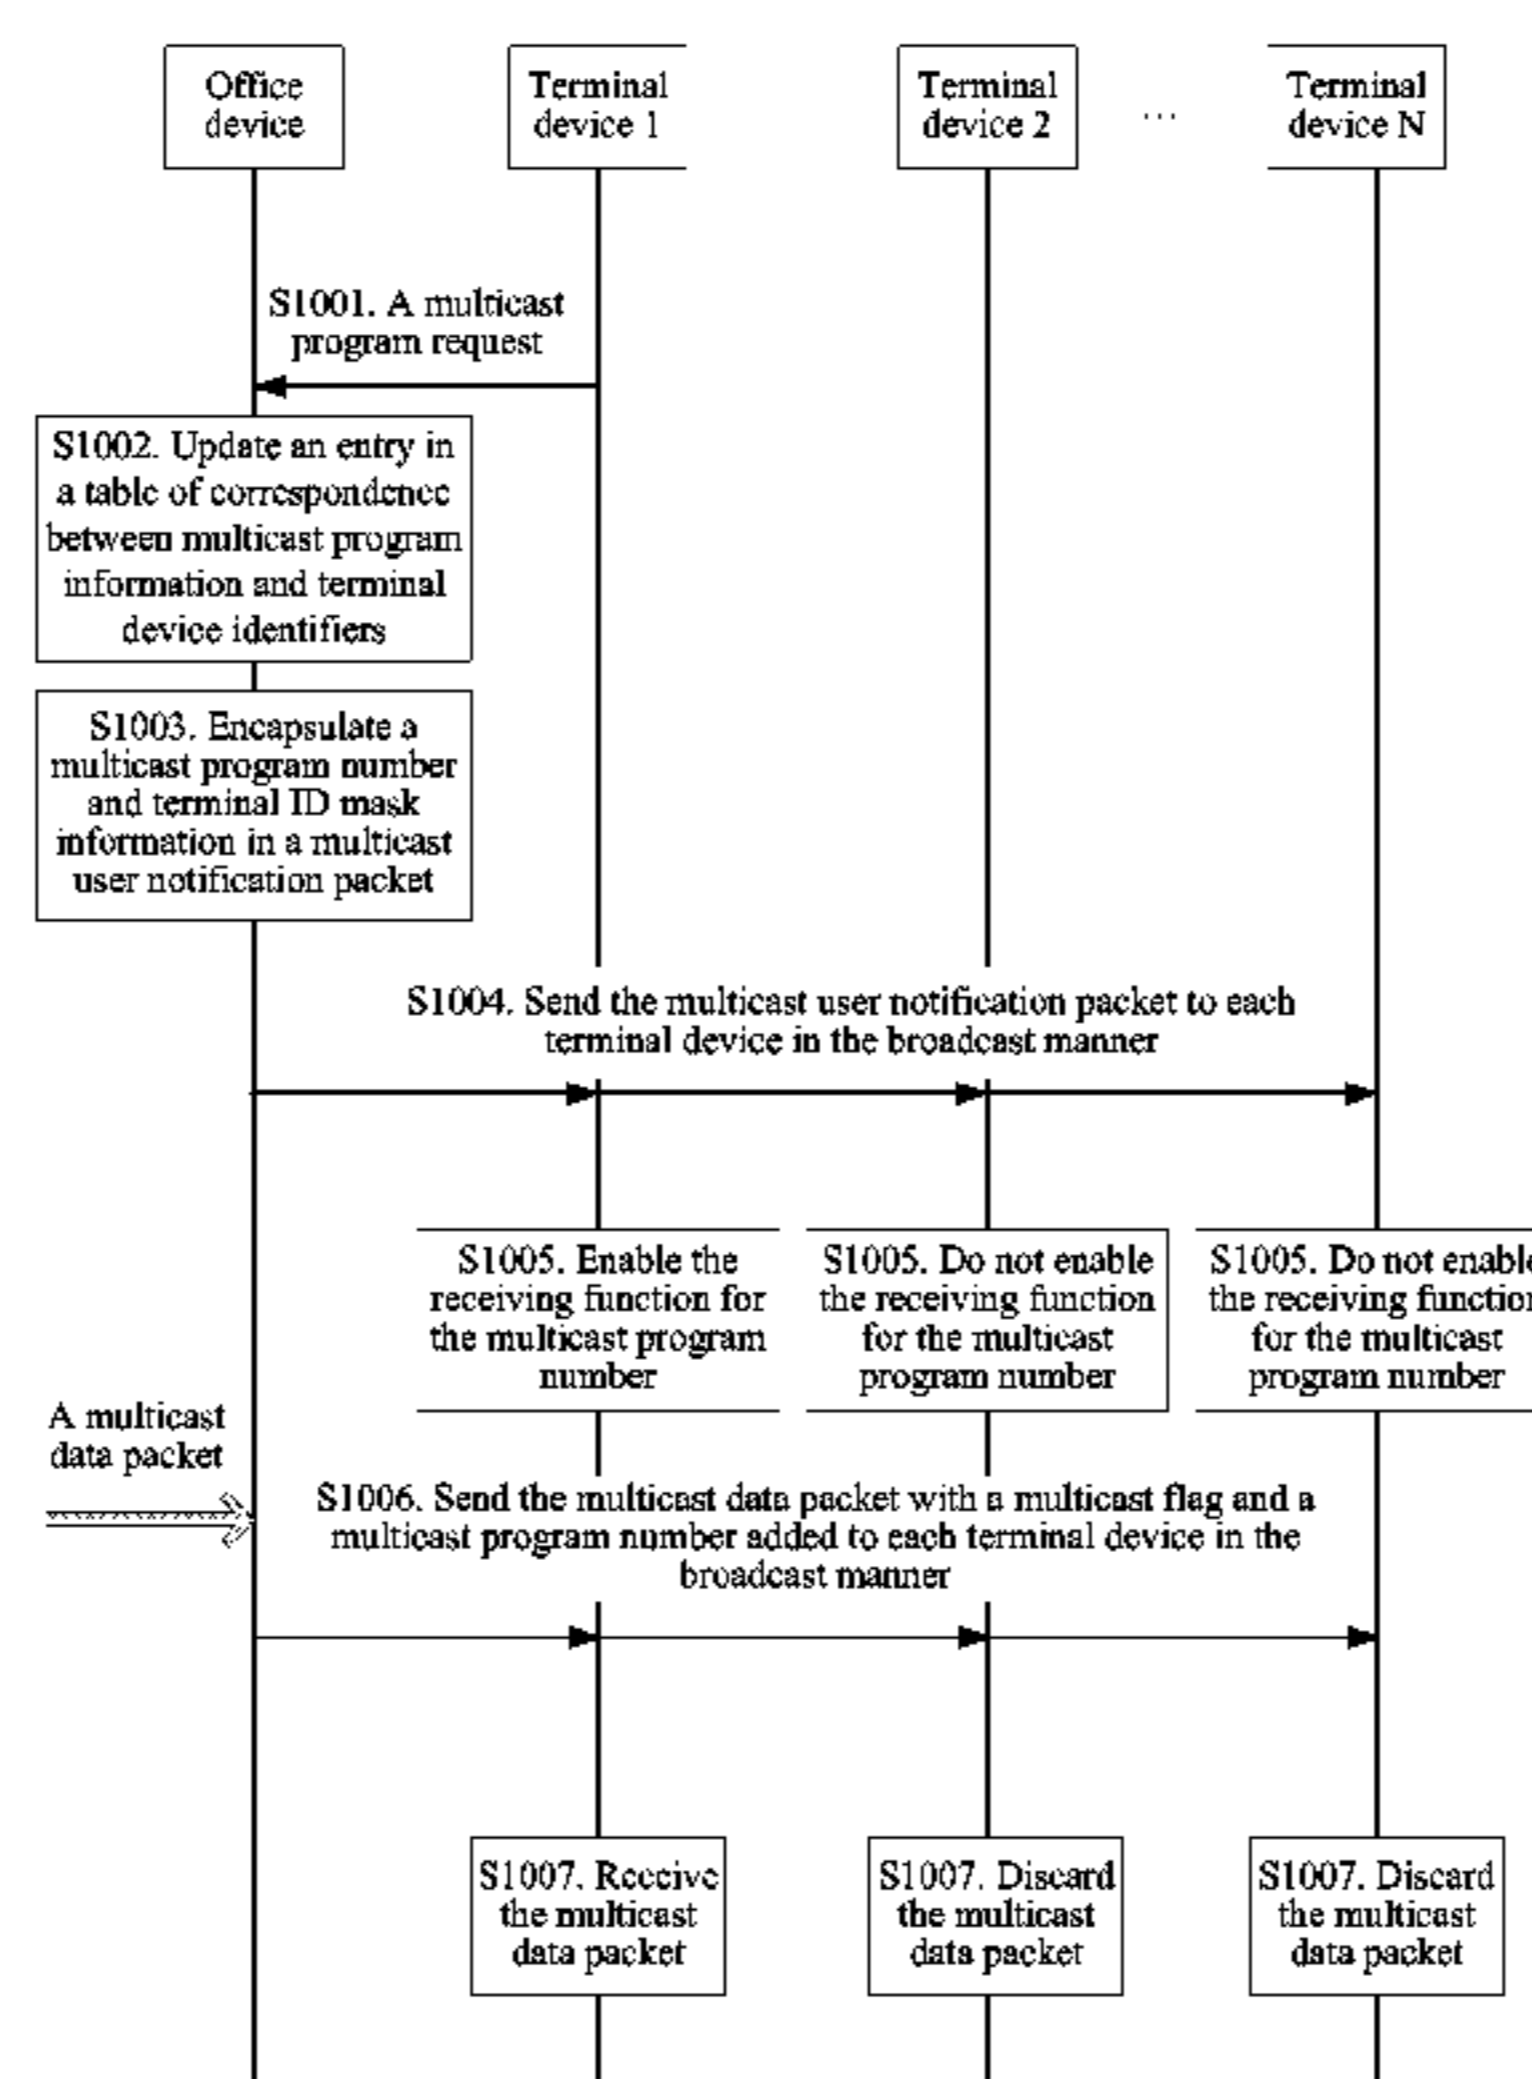 Office
device
Terminal
device 1
Terminal
device 2
...
Terminal
device N
S1001. A multicast
program request
S1002. Update an entry in
a table of correspondence
between multicast program
information and terminal
device identifiers
S1003. Encapsulate a
multicast program number
and terminal ID mask
information in a multicast
user notification packet
S1004. Send the multicast user notification packet to each
terminal device in the broadcast manner
S1005. Enable the
receiving function for
the multicast program
number
S1005. Do not enable
the receiving function
for the multicast
program number
S1005. Do not enable
the receiving function
for the multicast
program number
A multicast
data packet
S1006. Send the multicast data packet with a multicast flag and a
multicast program number added to each terminal device in the
broadcast manner
S1007. Receive
the multicast
data packet
S1007. Discard
the multicast
data packet
S1007. Discard
the multicast
data packet